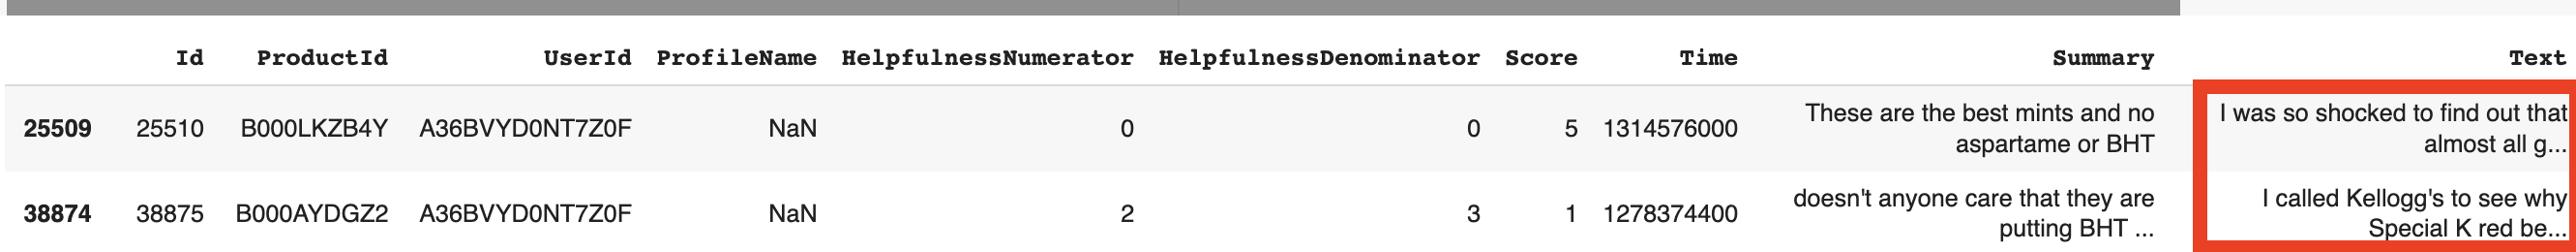 Id ProductId UserId ProfileName HelpfulnessNumerator HelpfulnessDenominator Score Time Summary Text
25509 25510 B000LKZB4Y A36BVYD0NT7Z0F NaN 0 0 5 1314576000 These are the best mints and no aspartame or BHT I was so shocked to find out that almost all g...
38874 38875 B000AYDGZ2 A36BVYD0NT7Z0F NaN 2 3 1 1278374400 doesn't anyone care that they are putting BHT ... I called Kellogg's to see why Special K red be...